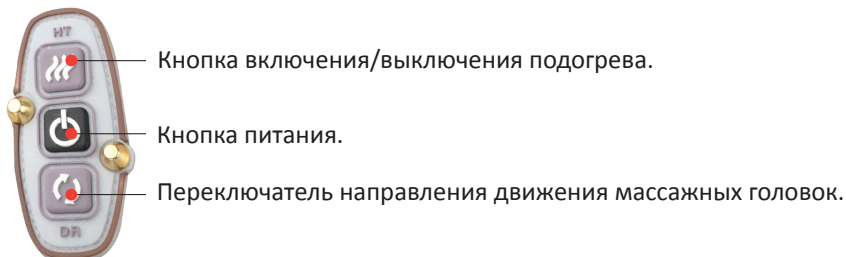 HT
Кнопка включения/выключения подогрева.
Кнопка питания.
Переключатель направления движения массажных головок.
DR